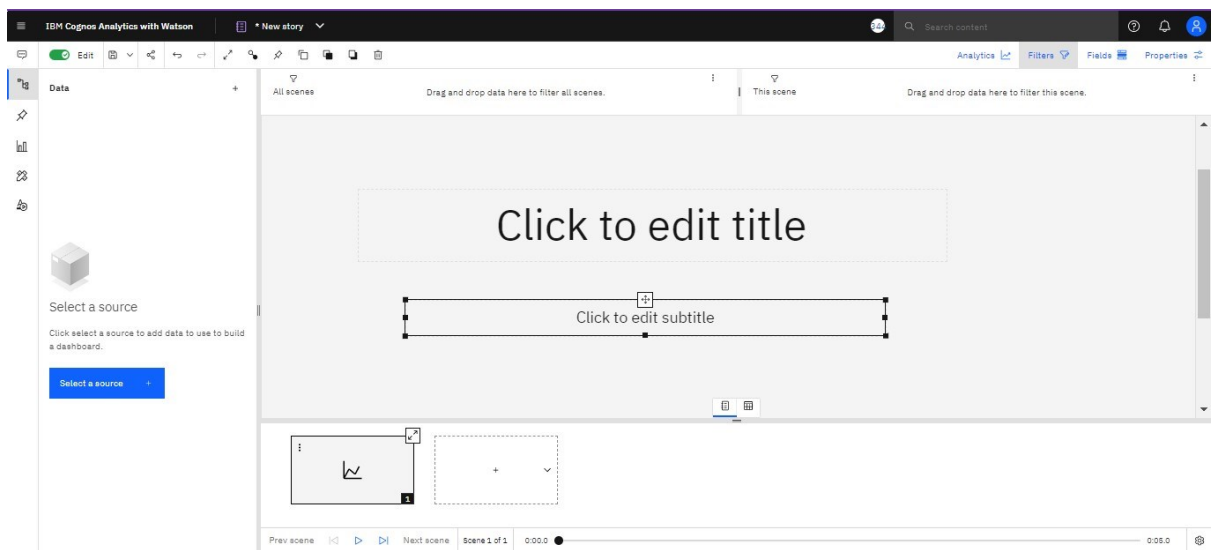 IBM Cognos Analytics with Watson
* New story
Search content
Edit
Analytics
Filters
Fields
Properties
Data
All scenes
Drag and drop data here to filter all scenes.
This scene
Drag and drop data here to filter this scene.
Click to edit title
Click to edit subtitle
Select a source
Click select a source to add data to use to build
a dashboard.
Select a source
1
Prev scene
Next scene
Scene 1 of 1
0:00.0
0:05.0